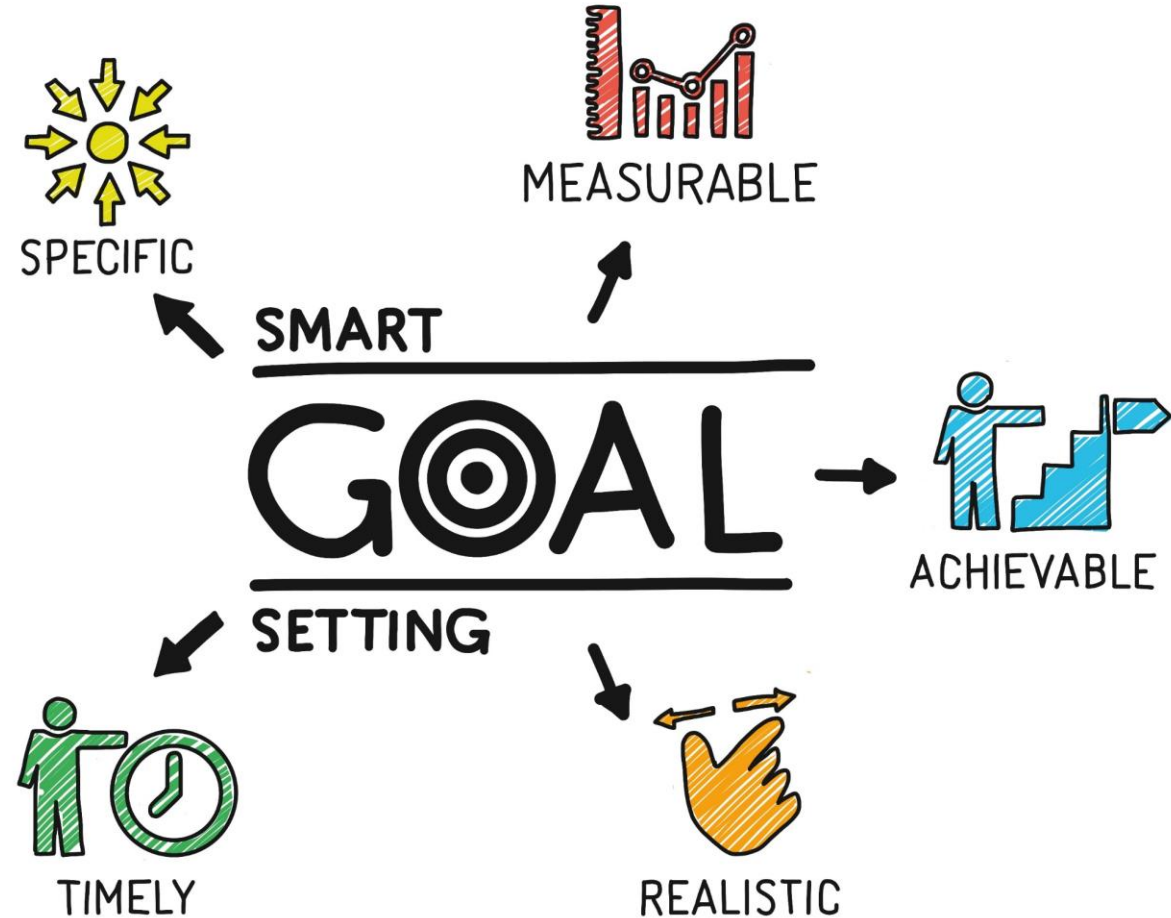 MEASURABLE
SPECIFIC
SMART
GOAL
SETTING
ACHIEVABLE
TIMELY
REALISTIC